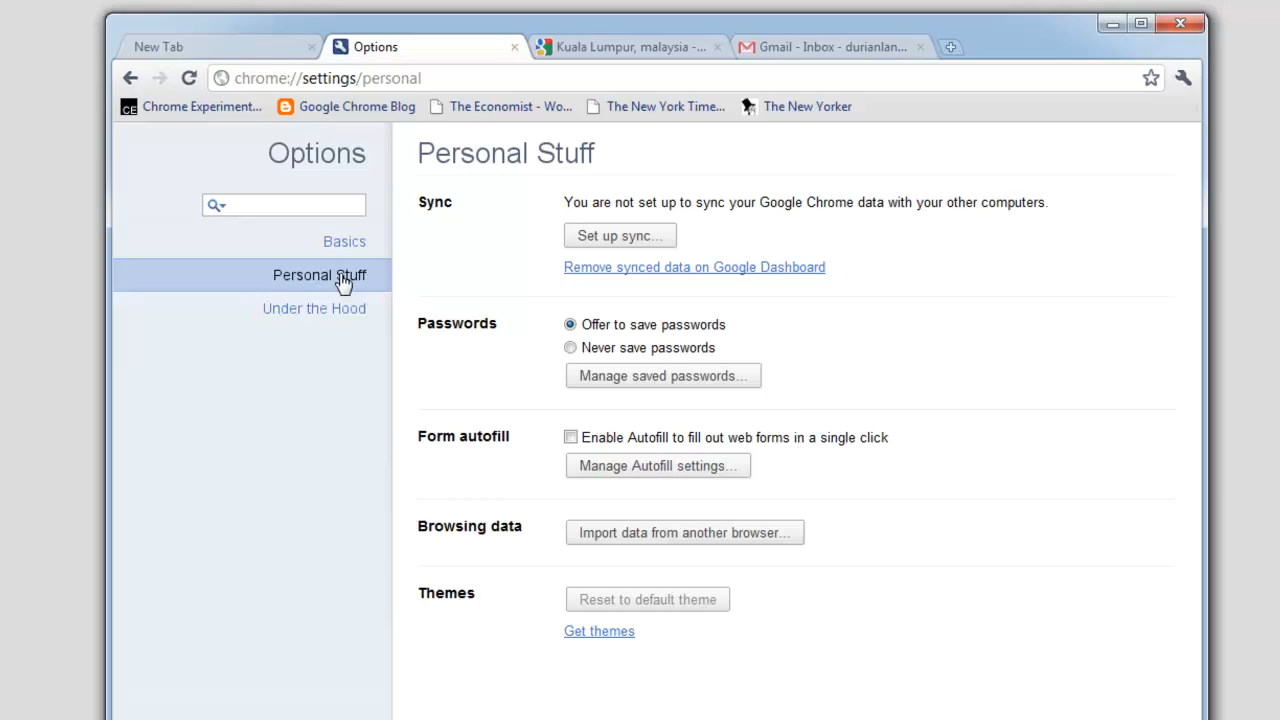 New Tab
Options
Kuala Lumpur, malaysia -...
Gmail - Inbox - durianlan...
chrome://settings/personal
CE
Chrome Experiment...
Google Chrome Blog
The Economist - Wo...
The New York Time...
The New Yorker
Options
Basics
Personal Stuff
Under the Hood
Personal Stuff
Sync
You are not set up to sync your Google Chrome data with your other computers.
Set up sync...
Remove synced data on Google Dashboard
Passwords
Offer to save passwords
Never save passwords
Manage saved passwords...
Form autofill
Enable Autofill to fill out web forms in a single click
Manage Autofill settings...
Browsing data
Import data from another browser...
Themes
Reset to default theme
Get themes